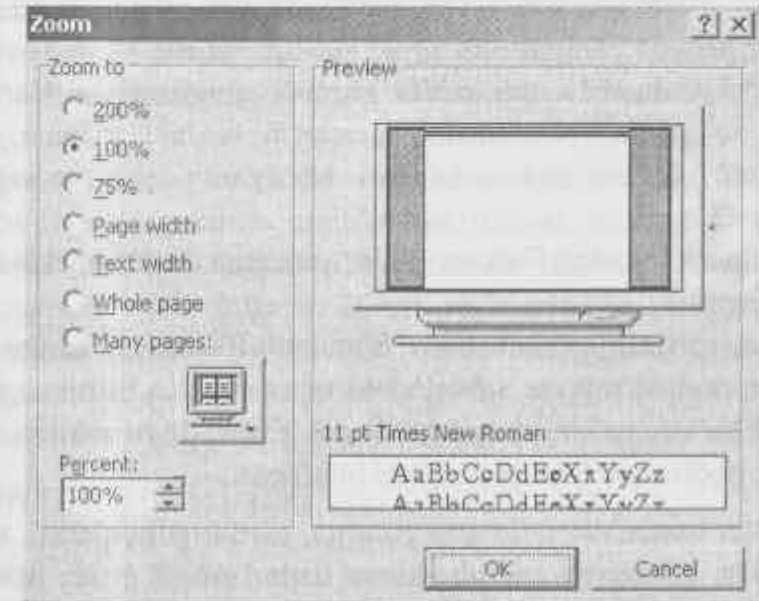 Zoom
Zoom to
200%
100%
75%
Page width
Text width
Whole page
Many pages:
Percent:
100%
Preview
11 pt Times New Roman
AaBbCcDdEeXxYyZz
AaBbCcDdEeXxYyZz
OK
Cancel